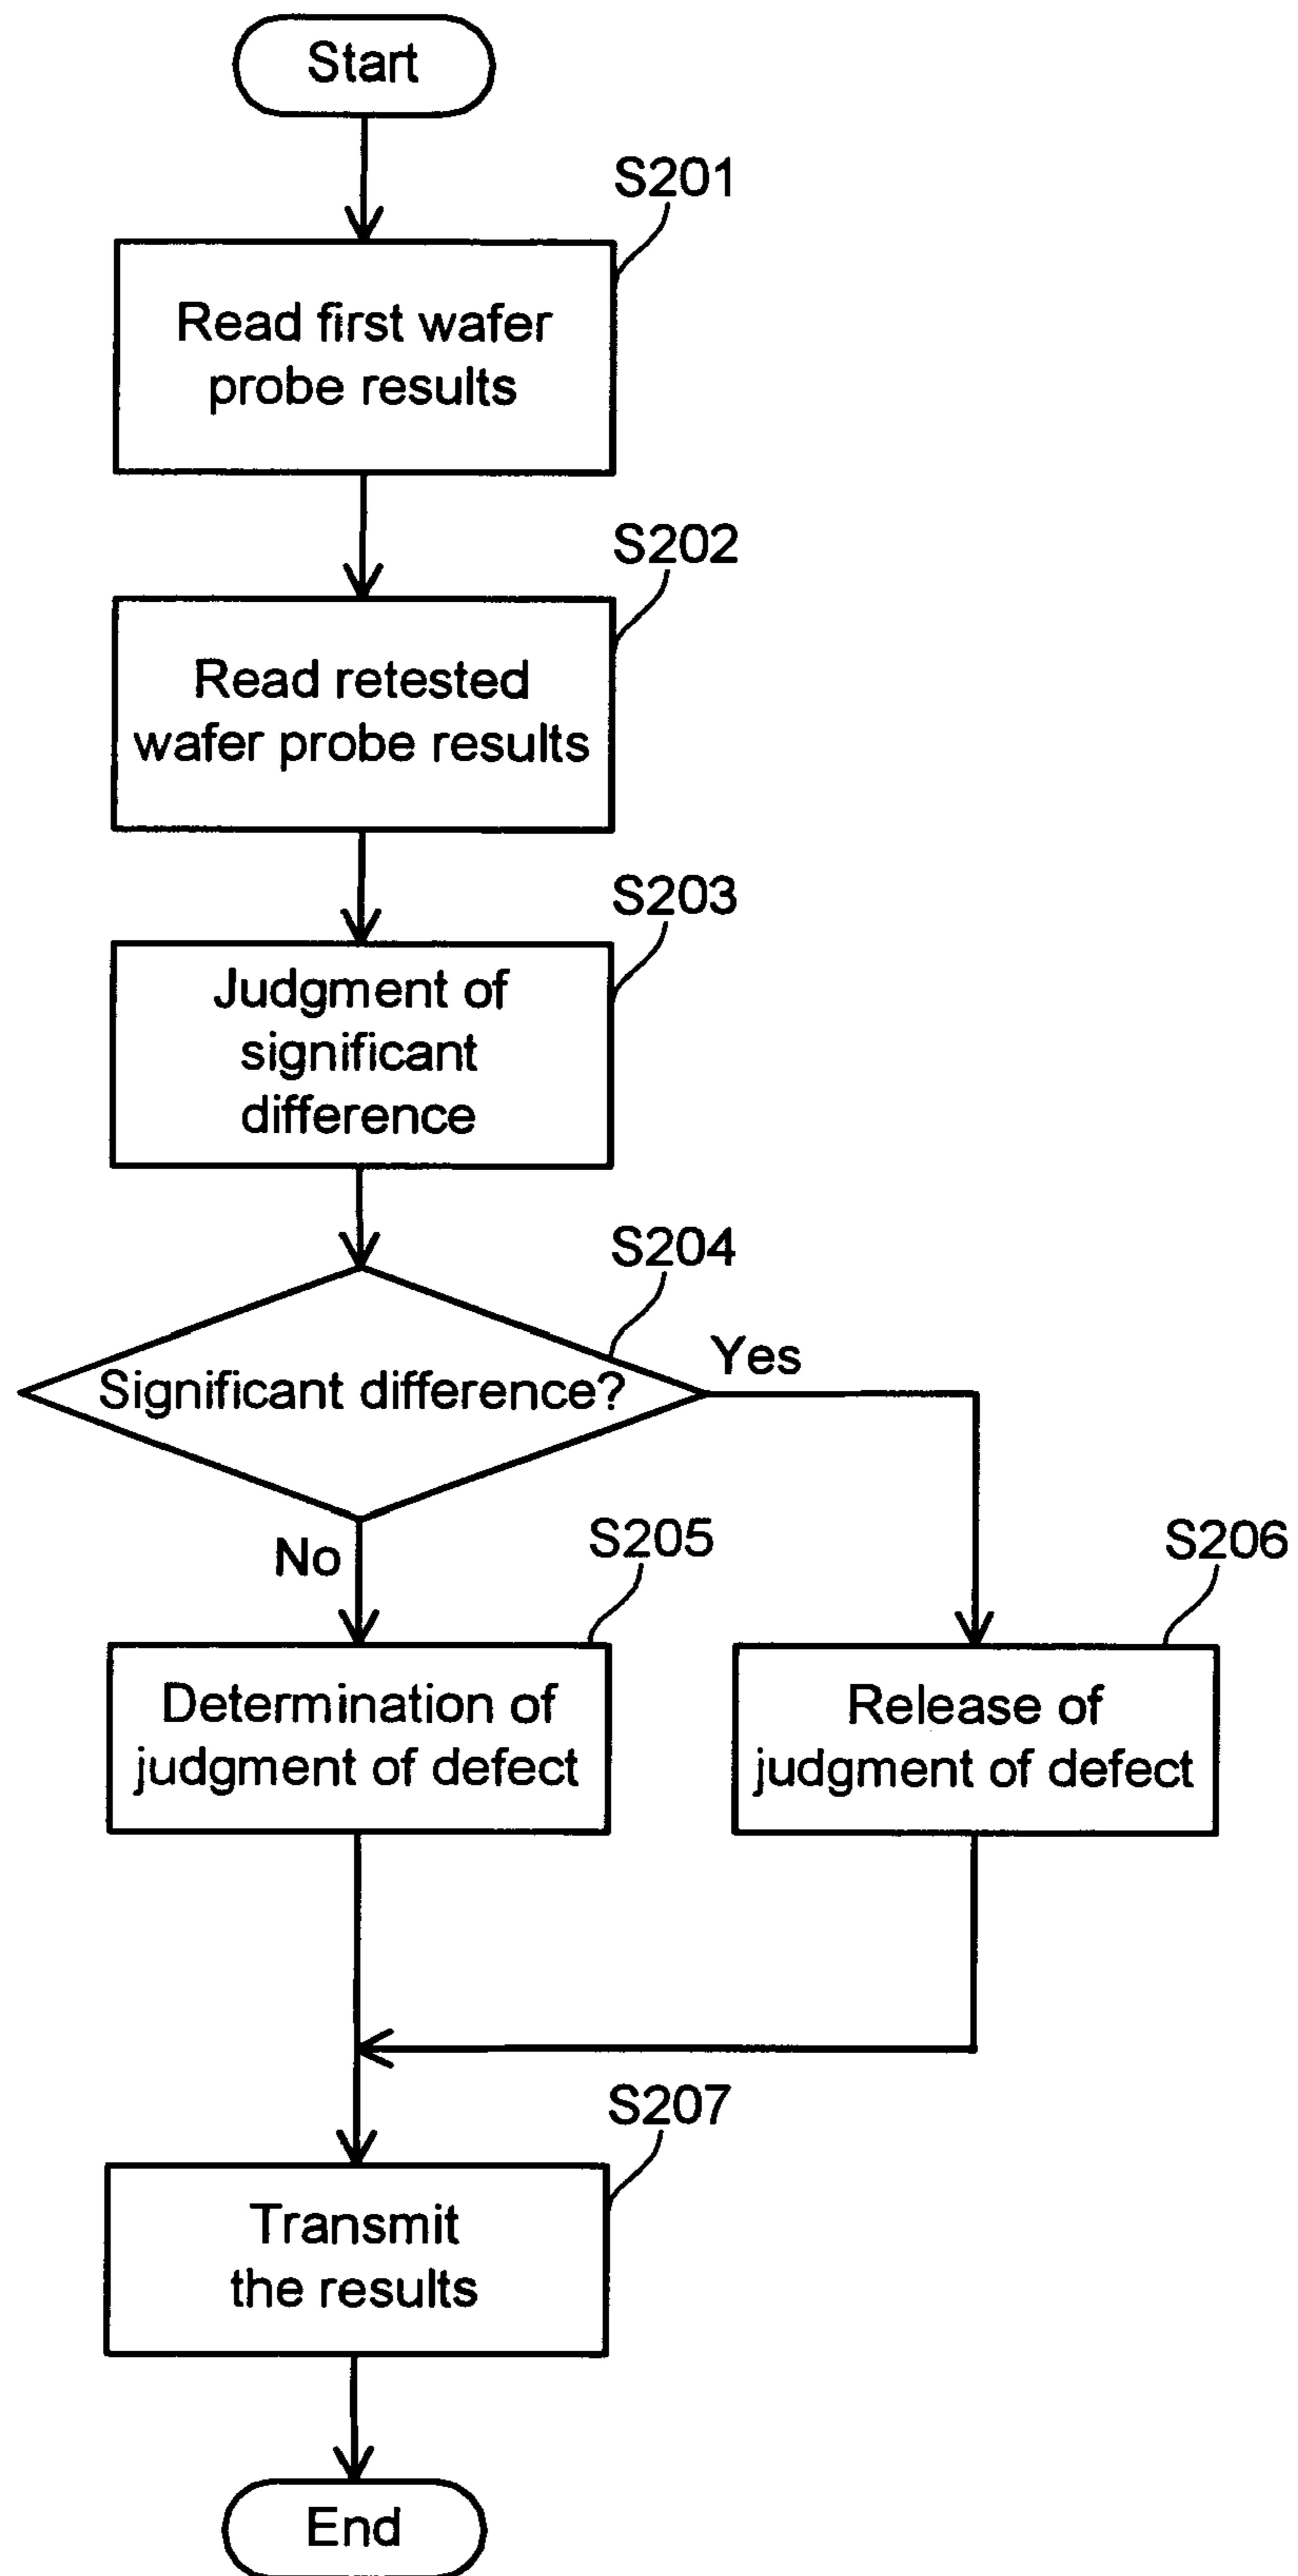 Start
S201
Read first wafer
probe results
S202
Read retested
wafer probe results
S203
Judgment of
significant
difference
S204
Significant difference?
Yes
No
S205
Determination of
judgment of defect
S206
Release of
judgment of defect
S207
Transmit
the results
End